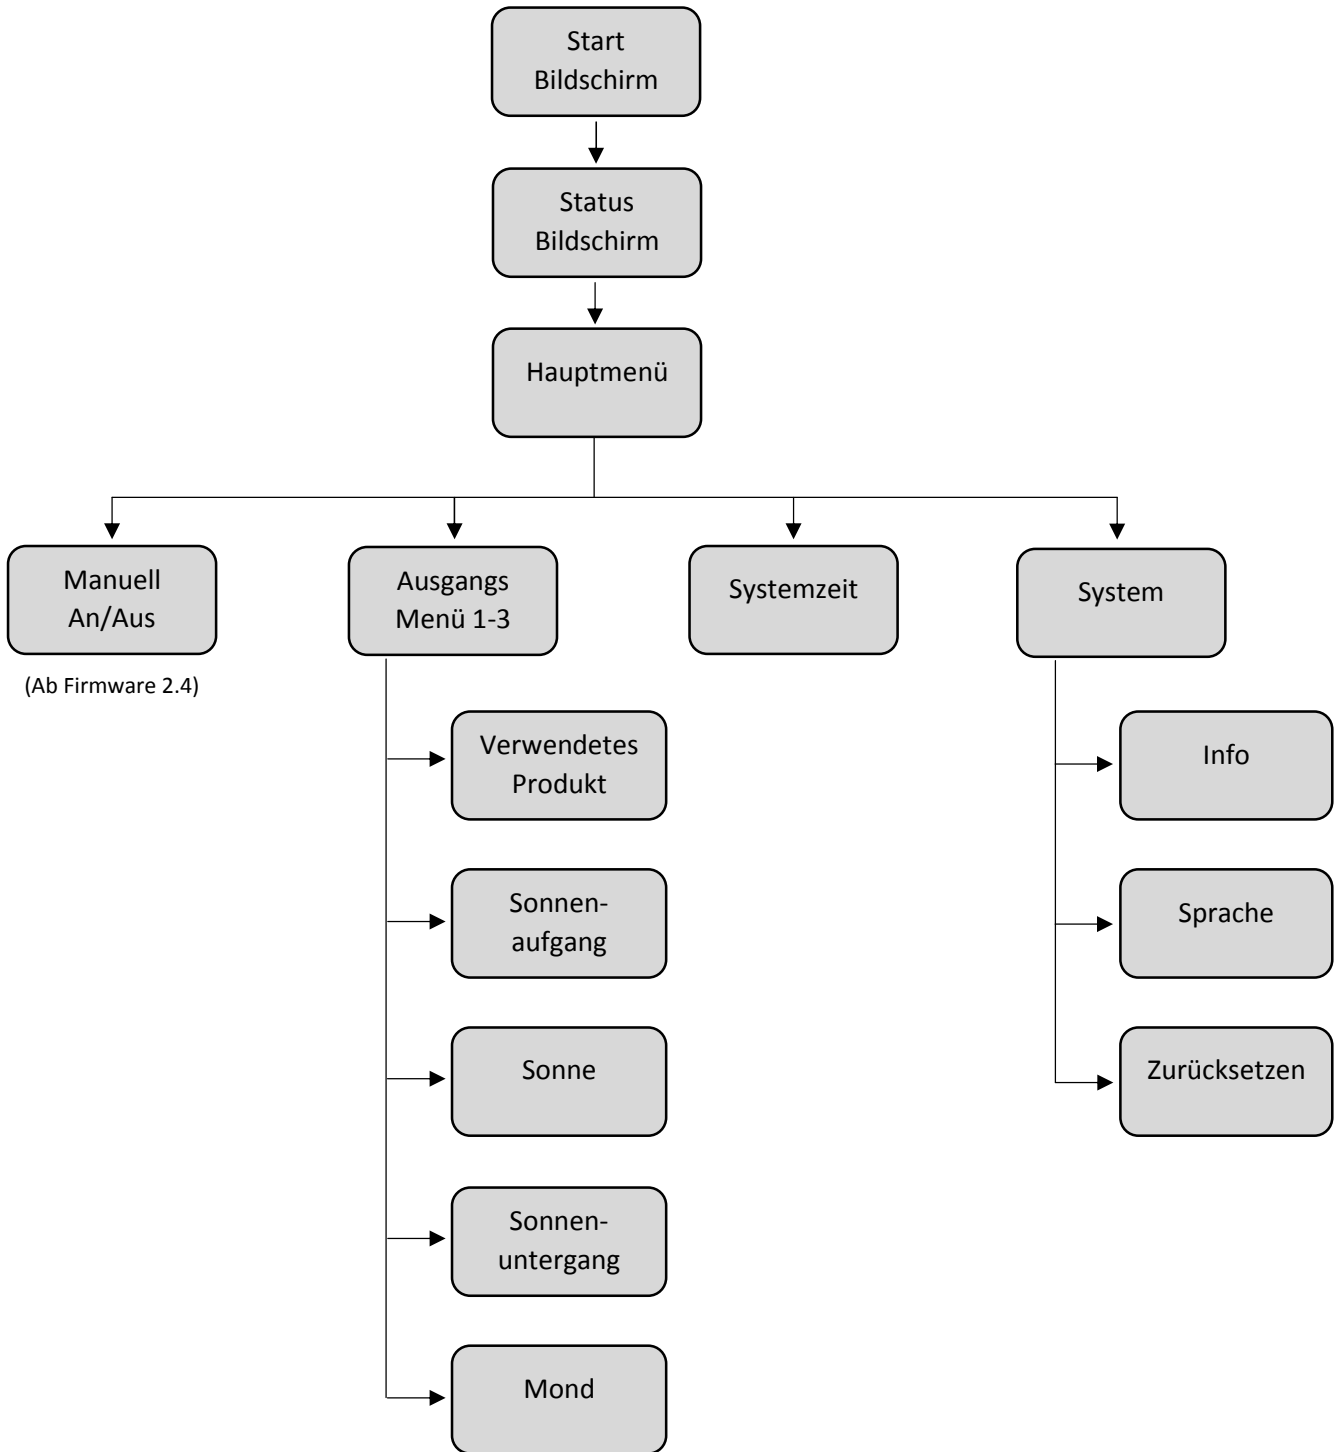 Start
Bildschirm
Status
Bildschirm
Hauptmenü
Manuell
An/Aus
(Ab Firmware 2.4)
Ausgangs
Menü 1-3
Systemzeit
System
Verwendetes
Produkt
Sonnen-
aufgang
Sonne
Sonnen-
untergang
Mond
Info
Sprache
Zurücksetzen